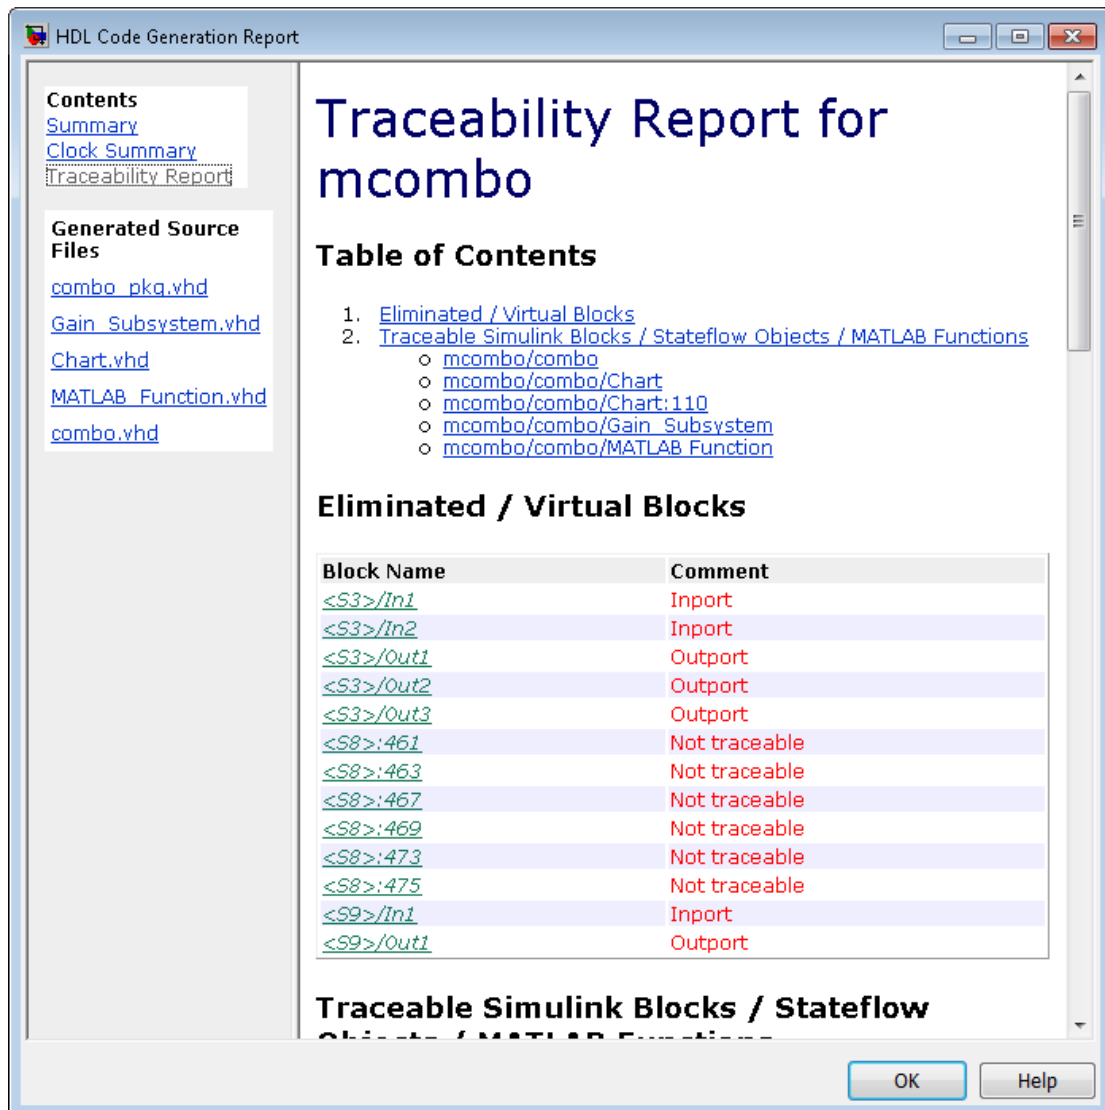 HDL Code Generation Report
Contents
Summary
Clock Summary
Traceability Report
Generated Source
Files
combo_pkg.vhd
Gain_Subsystem.vhd
Chart.vhd
MATLAB_Function.vhd
combo.vhd
Traceability Report for
mcombo
Table of Contents
1. Eliminated / Virtual Blocks
2. Traceable Simulink Blocks / Stateflow Objects / MATLAB Functions
o mcombo/combo
o mcombo/combo/Chart
o mcombo/combo/Chart:110
o mcombo/combo/Gain_Subsystem
o mcombo/combo/MATLAB Function
Eliminated / Virtual Blocks
Block Name Comment
<S3>/In1 Inport
<S3>/In2 Inport
<S3>/Out1 Outport
<S3>/Out2 Outport
<S3>/Out3 Outport
<S8>:461 Not traceable
<S8>:463 Not traceable
<S8>:467 Not traceable
<S8>:469 Not traceable
<S8>:473 Not traceable
<S8>:475 Not traceable
<S9>/In1 Inport
<S9>/Out1 Outport
Traceable Simulink Blocks / Stateflow
Objects / MATLAB Functions
OK Help